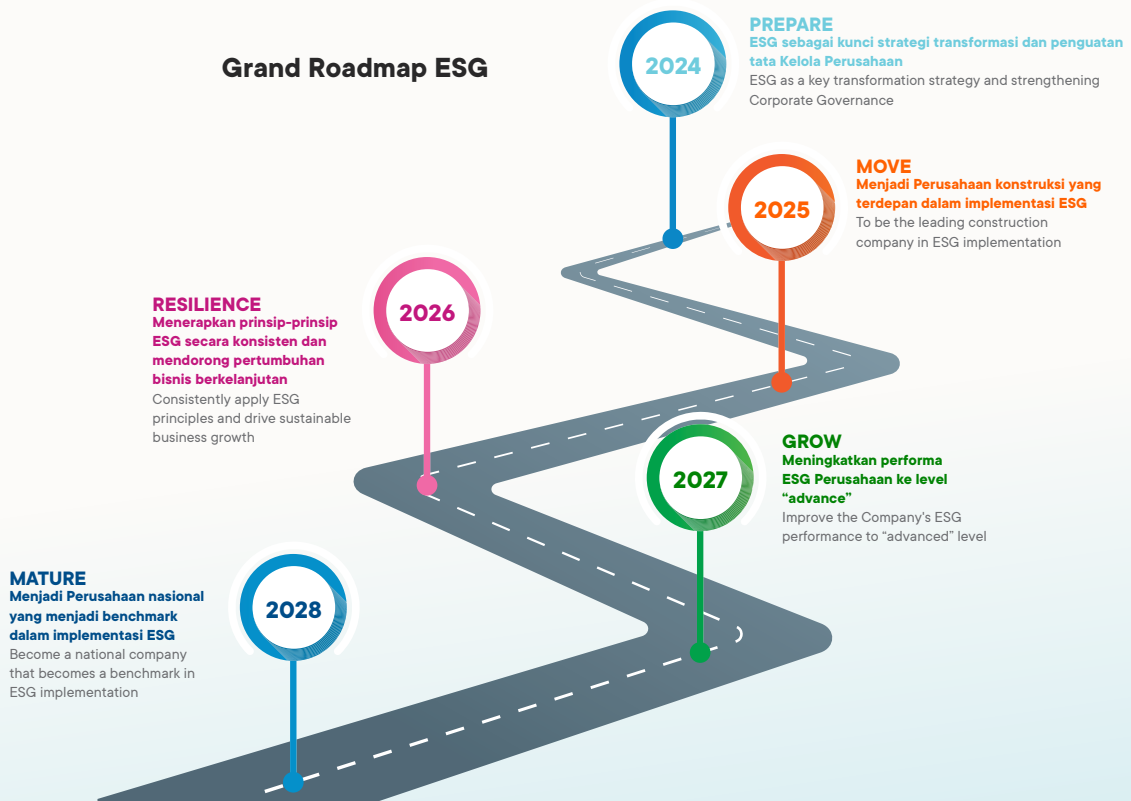 Grand Roadmap ESG
2024
PREPARE
ESG sebagai kunci strategi transformasi dan penguatan
tata Kelola Perusahaan
ESG as a key transformation strategy and strengthening
Corporate Governance
2025
MOVE
Menjadi Perusahaan konstruksi yang
terdepan dalam implementasi ESG
To be the leading construction
company in ESG implementation
2026
RESILIENCE
Menerapkan prinsip-prinsip
ESG secara konsisten dan
mendorong pertumbuhan
bisnis berkelanjutan
Consistently apply ESG
principles and drive sustainable
business growth
2027
GROW
Meningkatkan performa
ESG Perusahaan ke level
“advance”
Improve the Company's ESG
performance to “advanced” level
2028
MATURE
Menjadi Perusahaan nasional
yang menjadi benchmark
dalam implementasi ESG
Become a national company
that becomes a benchmark in
ESG implementation